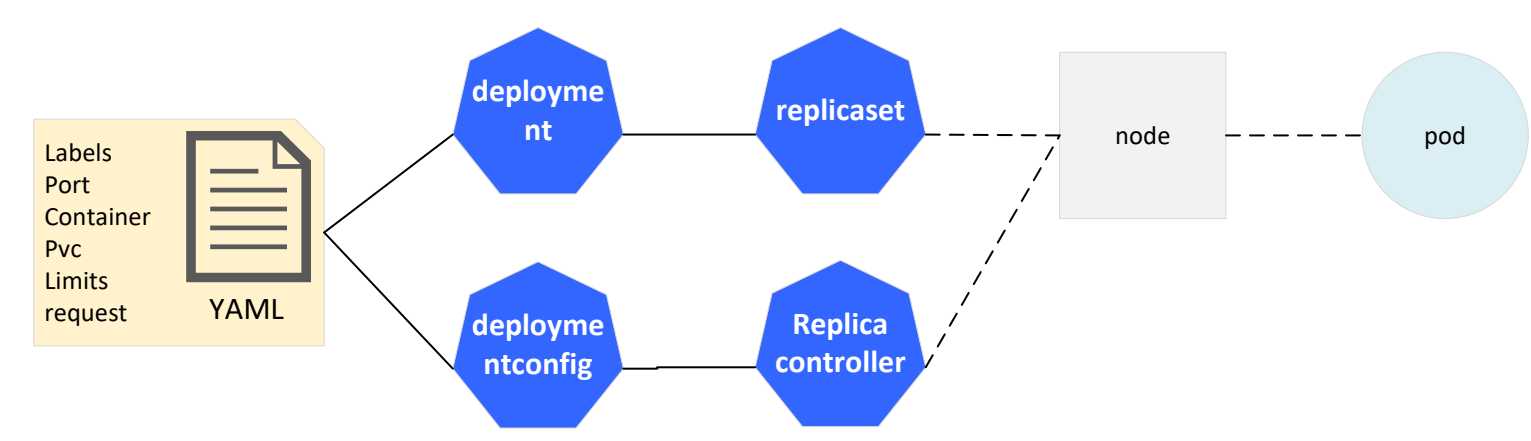 Labels
Port
Container
Pvc
Limits
request
YAML
deployme
nt
replicaset
node
pod
deployme
ntconfig
Replica
controller